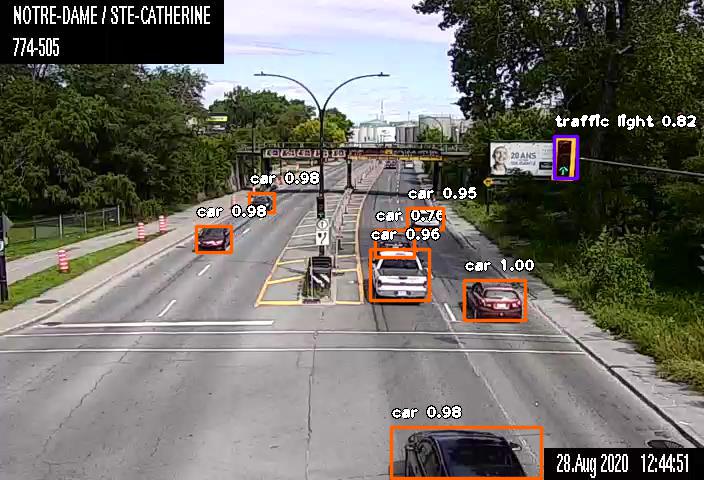 NOTRE-DAME / STE-CATHERINE
774-505
traffic light 0.82
20 ANS
car 0.98
car 0.95
car 0.98
car 0.76
car 0.96
car 1.00
car 0.98
28.Aug 2020 12:44:51